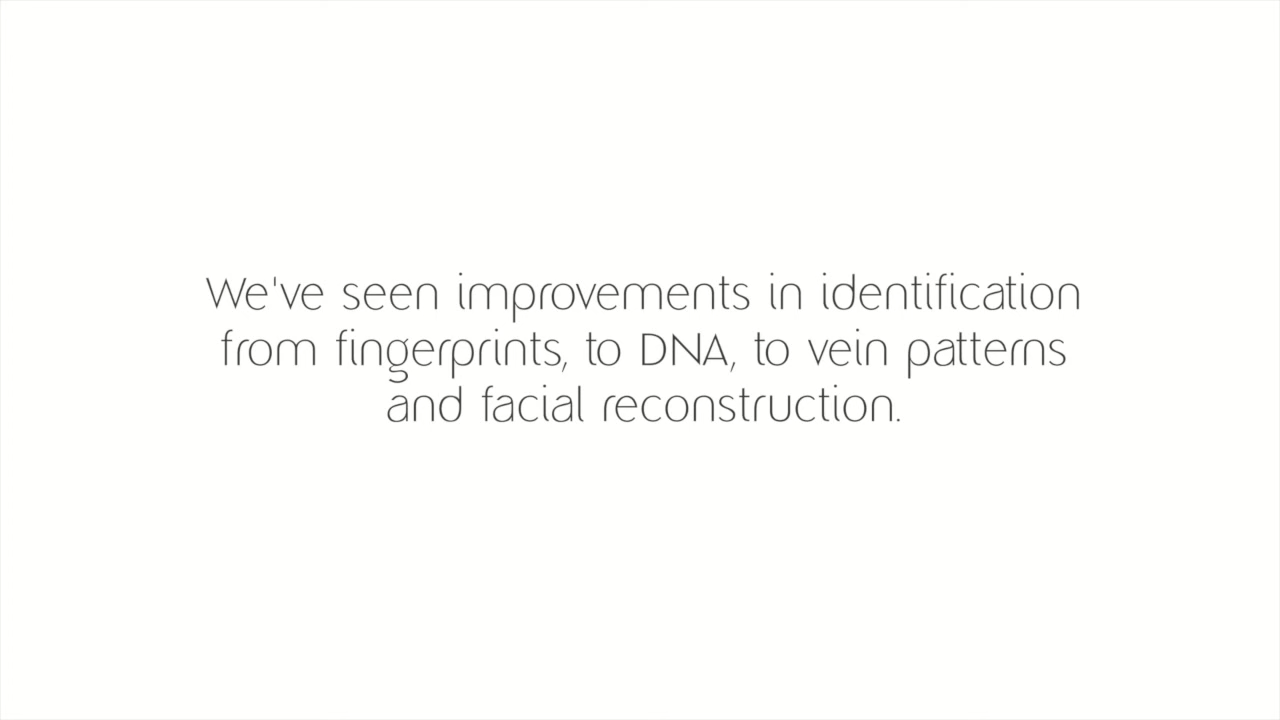 We've seen improvements in identification
from fingerprints, to DNA, to vein patterns
and facial reconstruction.